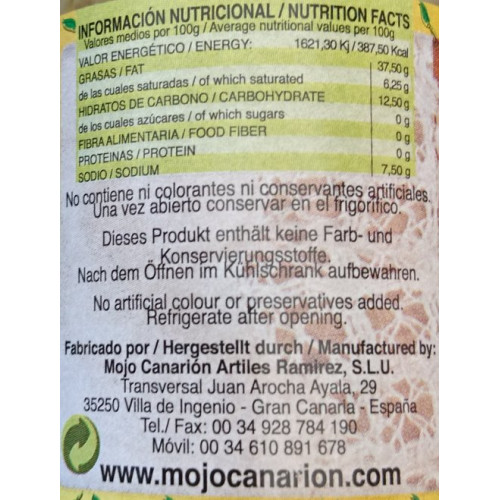 INFORMACIÓN NUTRICIONAL / NUTRITION FACTS
Valores medios por 100g / Average nutritional values per 100g
VALOR ENERGÉTICO / ENERGY: 1621,30 Kj / 387,50 Kcal
GRASAS / FAT 37,50 g
de las cuales saturadas / of which saturated 6,25 g
HIDRATOS DE CARBONO / CARBOHYDRATE 12,50 g
de los cuales azúcares / of which sugars 0 g
FIBRA ALIMENTARIA / FOOD FIBER 0 g
PROTEINAS / PROTEIN 0 g
SODIO / SODIUM 7,50 g
No contiene ni colorantes ni conservantes artificiales.
Una vez abierto conservar en el frigorífico.
Dieses Produkt enthält keine Farb- und
Konservierungsstoffe.
Nach dem Öffnen im Kühlschrank aufbewahren.
No artificial colour or preservatives added.
Refrigerate after opening.
Fabricado por / Hergestellt durch / Manufactured by:
Mojo Canarión Artiles Ramirez, S.L.U.
Transversal Juan Arocha Ayala, 29
35250 Villa de Ingenio - Gran Canaria - España
Tel./ Fax: 00 34 928 784 190
Móvil: 00 34 610 891 678
www.mojocanarion.com